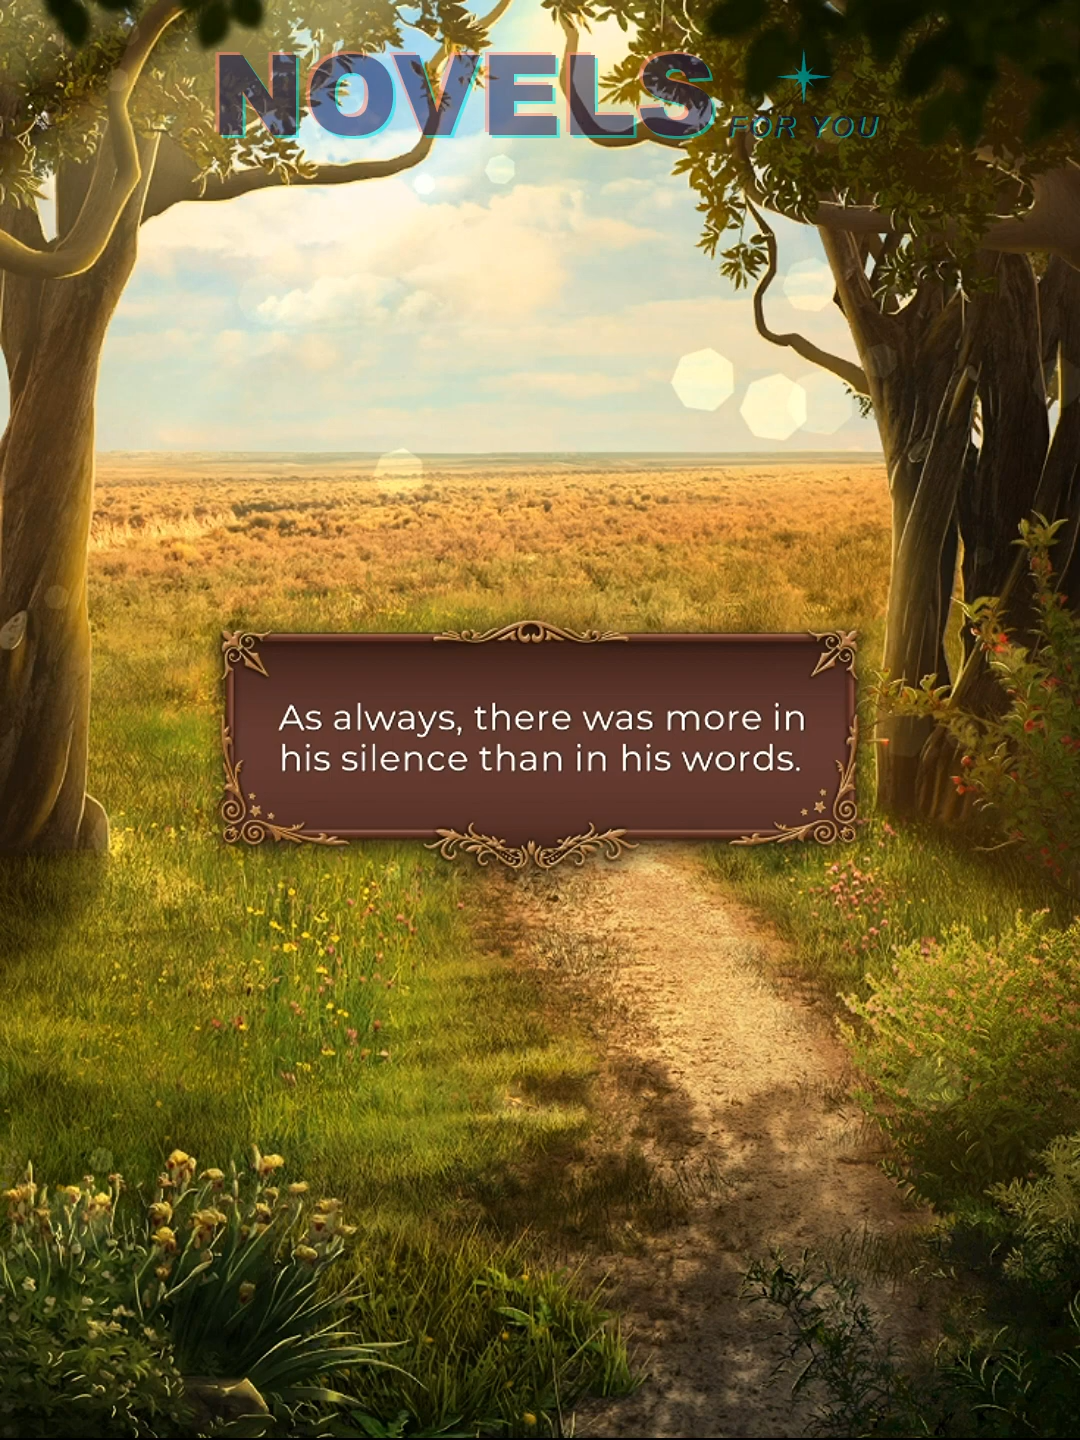 NOVELS
FOR YOU
As always, there was more in
his silence than in his words.